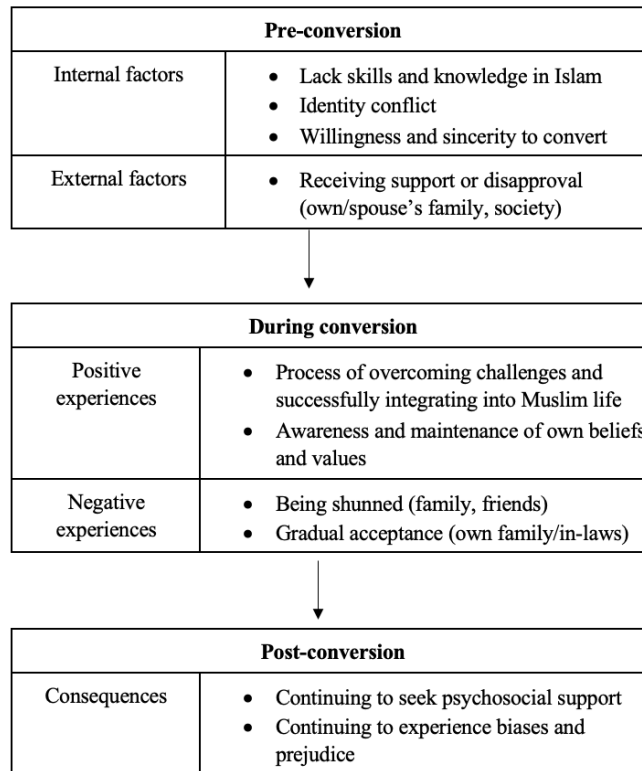 Pre-conversion
Internal factors
• Lack skills and knowledge in Islam
• Identity conflict
• Willingness and sincerity to convert
External factors
• Receiving support or disapproval
(own/spouse's family, society)
During conversion
Positive
experiences
• Process of overcoming challenges and
successfully integrating into Muslim life
• Awareness and maintenance of own beliefs
and values
Negative
experiences
• Being shunned (family, friends)
• Gradual acceptance (own family/in-laws)
Post-conversion
Consequences
• Continuing to seek psychosocial support
• Continuing to experience biases and
prejudice